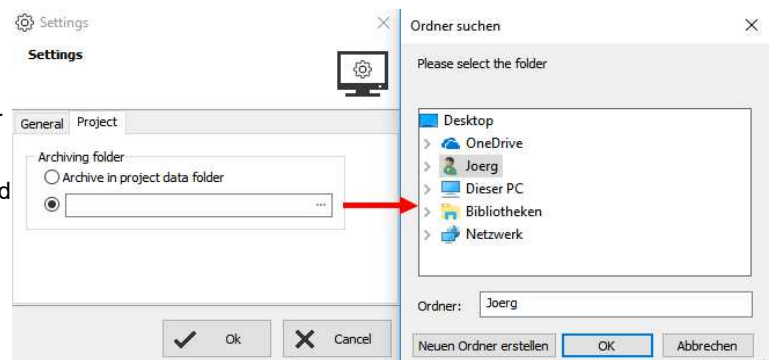 Settings
Settings
General Project
Archiving folder
Archive in project data folder
d
...
Ok Cancel
Ordner suchen
Please select the folder
Desktop
OneDrive
Joerg
Dieser PC
Bibliotheken
Netzwerk
Ordner: Joerg
Neuen Ordner erstellen OK Abbrechen